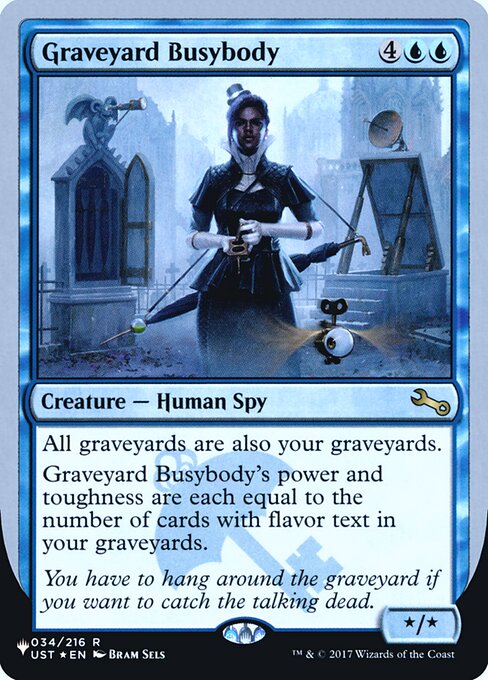 Graveyard Busybody 4
Creature — Human Spy
All graveyards are also your graveyards.
Graveyard Busybody's power and
toughness are each equal to the
number of cards with flavor text in
your graveyards.
You have to hang around the graveyard if
you want to catch the talking dead.
*/*
034/216 R
UST ★ EN Bram Sels
™ & © 2017 Wizards of the Coast